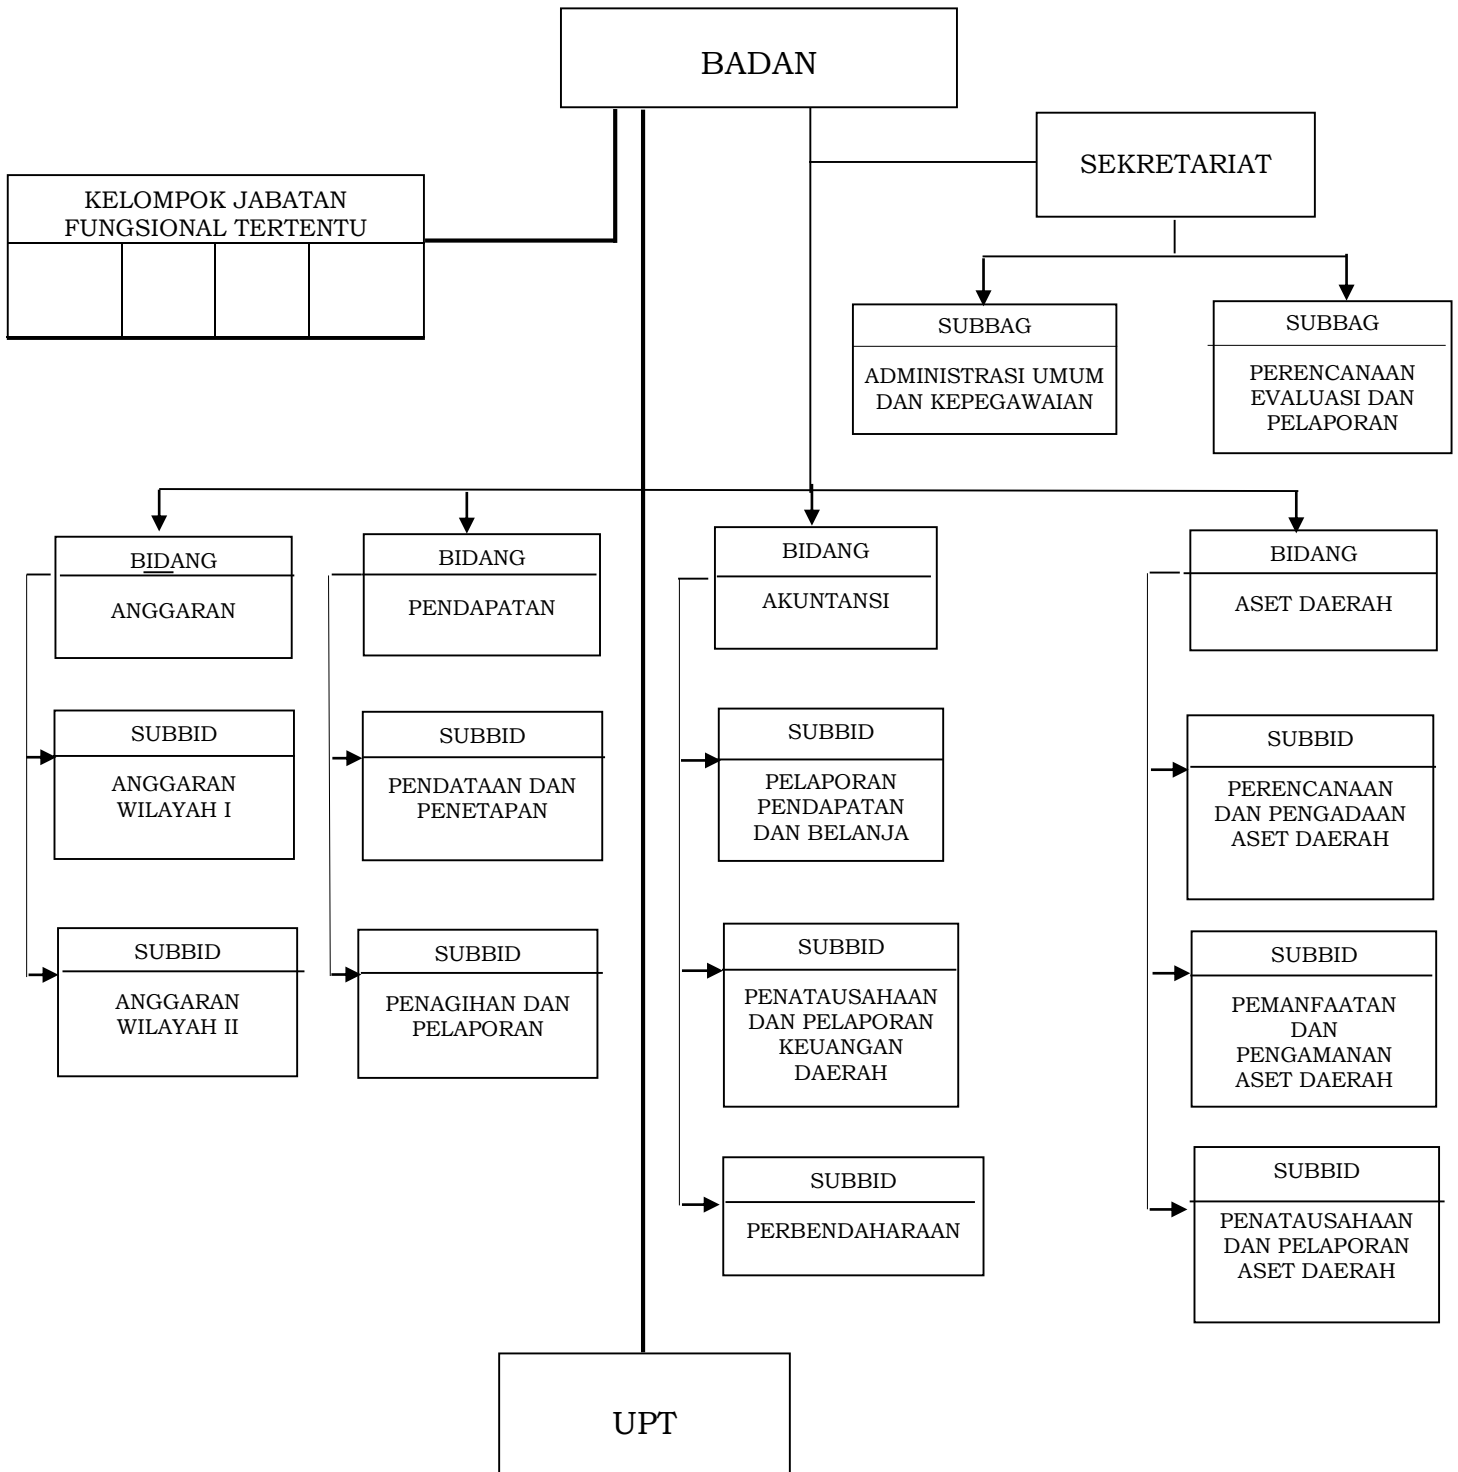 BADAN
SEKRETARIAT
KELOMPOK JABATAN
FUNGSIONAL TERTENTU
SUBBAG
ADMINISTRASI UMUM
DAN KEPEGAWAIAN
SUBBAG
PERENCANAAN
EVALUASI DAN
PELAPORAN
BIDANG
ANGGARAN
BIDANG
PENDAPATAN
BIDANG
AKUNTANSI
BIDANG
ASET DAERAH
SUBBID
ANGGARAN
WILAYAH I
SUBBID
PENDATAAN DAN
PENETAPAN
SUBBID
PELAPORAN
PENDAPATAN
DAN BELANJA
SUBBID
PERENCANAAN
DAN PENGADAAN
ASET DAERAH
SUBBID
ANGGARAN
WILAYAH II
SUBBID
PENAGIHAN DAN
PELAPORAN
SUBBID
PENATAUSAHAAN
DAN PELAPORAN
KEUANGAN
DAERAH
SUBBID
PEMANFAATAN
DAN
PENGAMANAN
ASET DAERAH
SUBBID
PERBENDAHARAAN
SUBBID
PENATAUSAHAAN
DAN PELAPORAN
ASET DAERAH
UPT